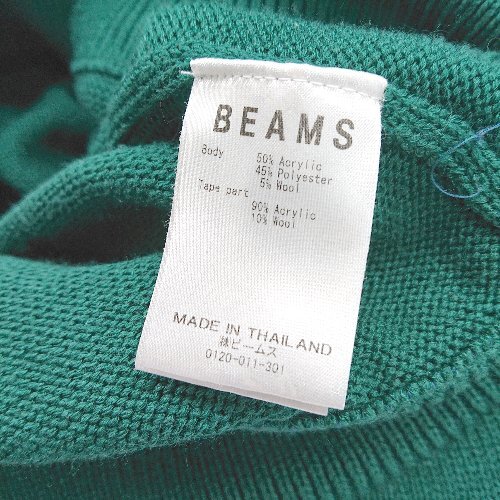 BEAMS
Body 50% Acrylic
45% Polyester
5% Wool
Tape part
90% Acrylic
10% Wool
MADE IN THAILAND
㈱ビームス
0120-011-301